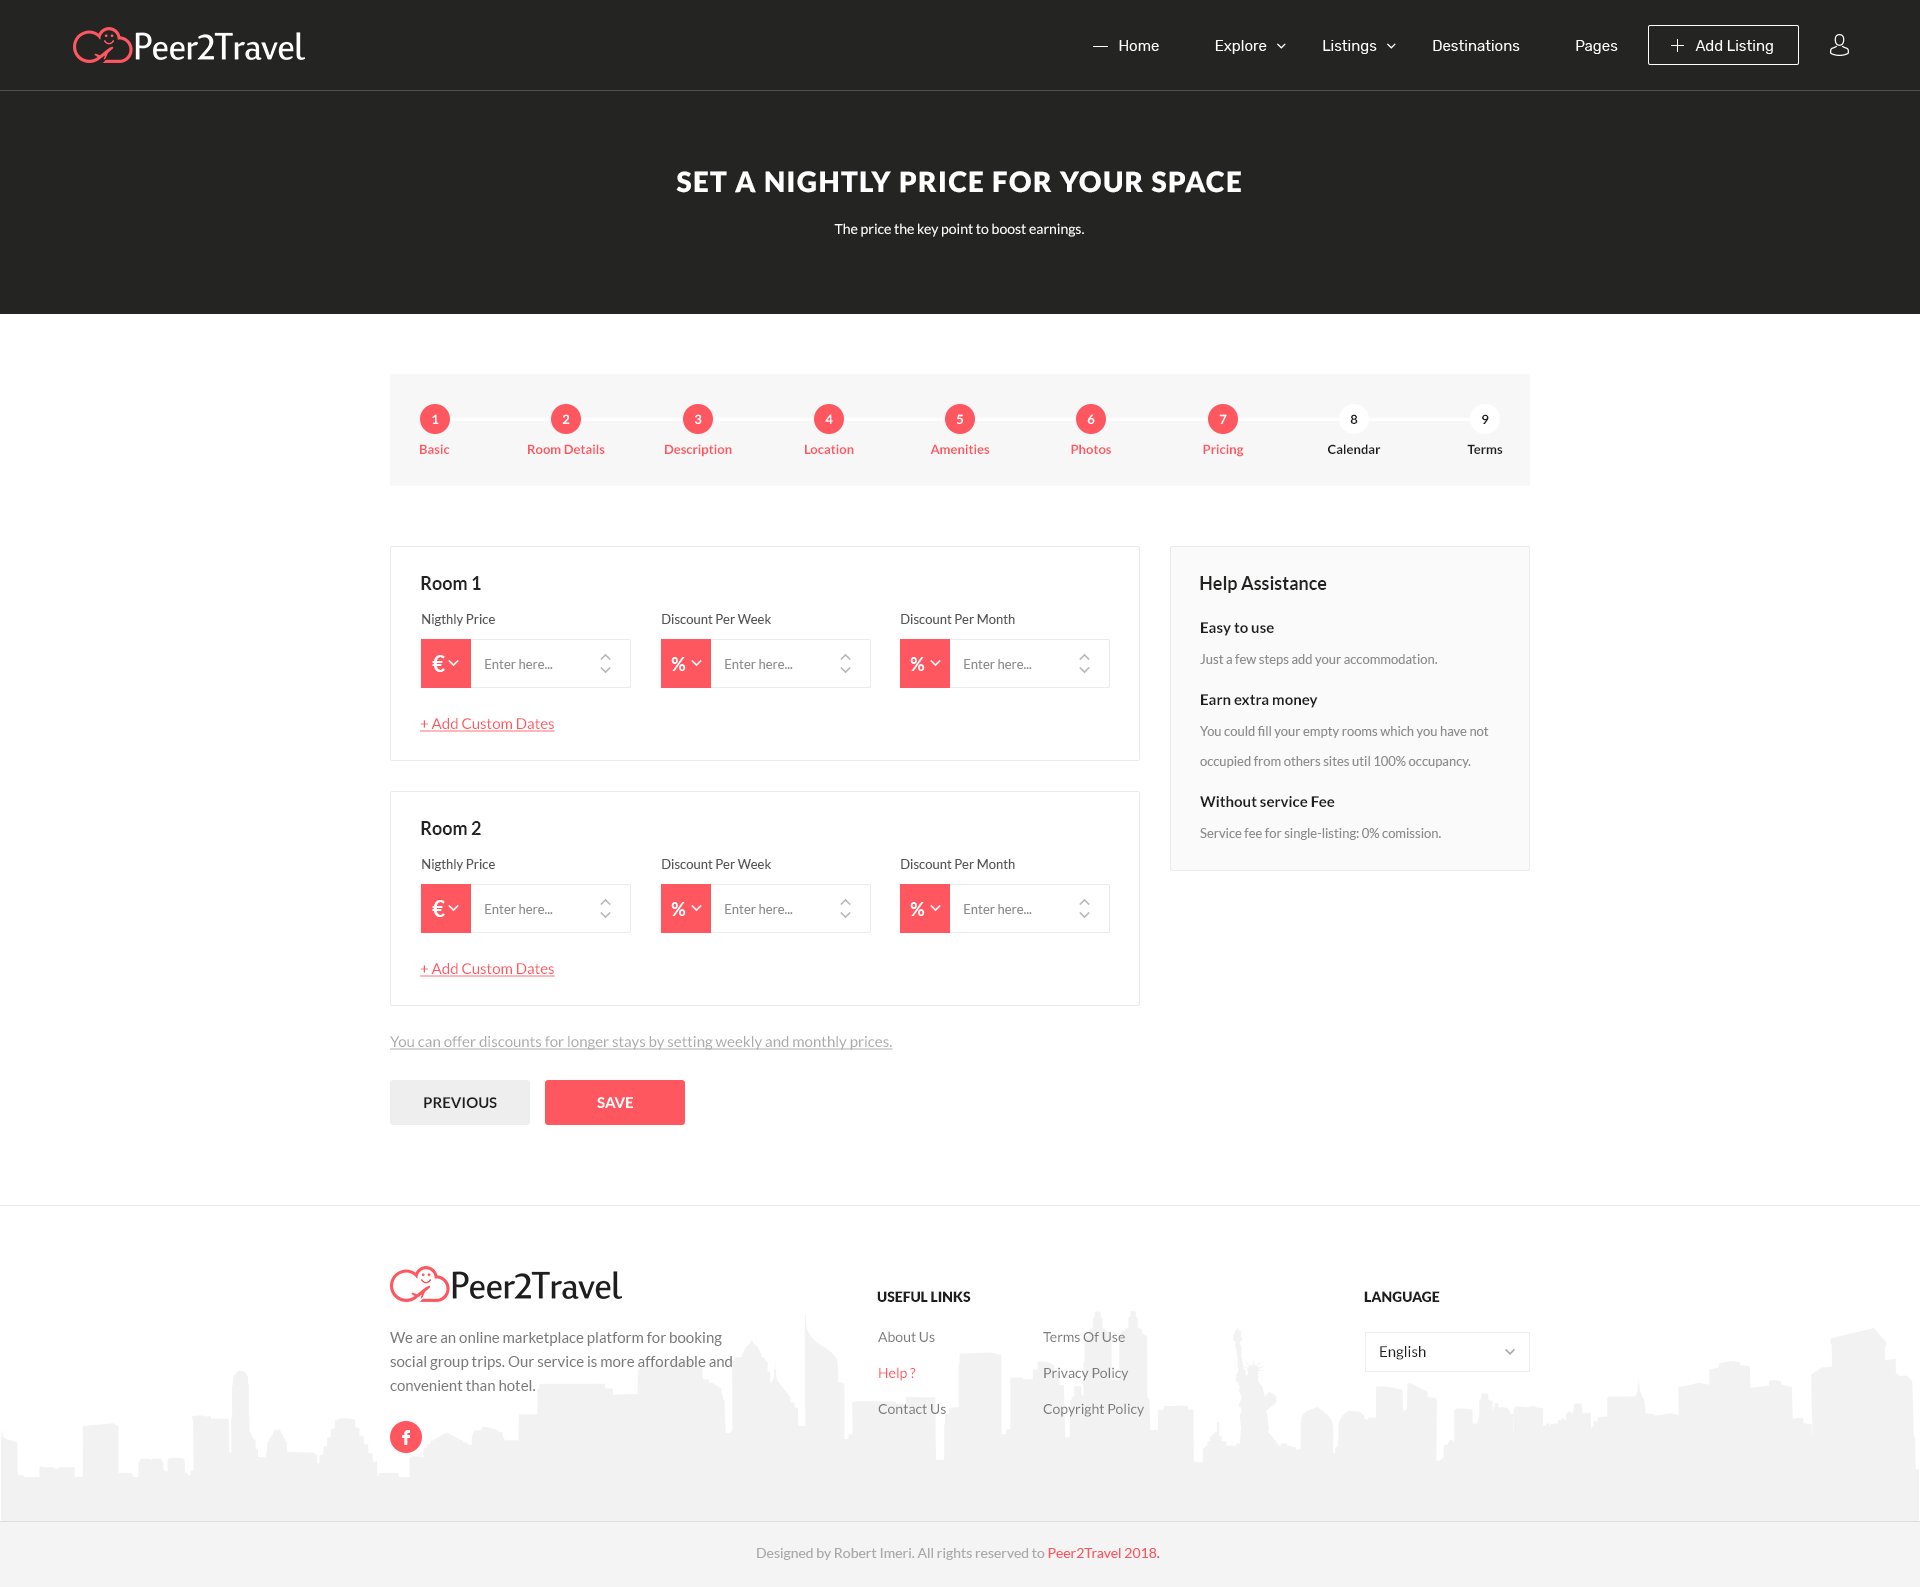 Peer2Travel
Home Explore Listings Destinations Pages + Add Listing
SET A NIGHTLY PRICE FOR YOUR SPACE
The price the key point to boost earnings.
1 2 3 4 5 6 7 8 9
Basic Room Details Description Location Amenities Photos Pricing Calendar Terms
Room 1
Nigthly Price Discount Per Week Discount Per Month
€ Enter here... % Enter here... % Enter here...
+ Add Custom Dates
Room 2
Nigthly Price Discount Per Week Discount Per Month
€ Enter here... % Enter here... % Enter here...
+ Add Custom Dates
You can offer discounts for longer stays by setting weekly and monthly prices.
PREVIOUS SAVE
Help Assistance
Easy to use
Just a few steps add your accommodation.
Earn extra money
You could fill your empty rooms which you have not
occupied from others sites util 100% occupancy.
Without service Fee
Service fee for single-listing: 0% comission.
Peer2Travel
We are an online marketplace platform for booking
social group trips. Our service is more affordable and
convenient than hotel.
f
USEFUL LINKS
About Us Terms Of Use
Help ? Privacy Policy
Contact Us Copyright Policy
LANGUAGE
English
Designed by Robert Imeri. All rights reserved to Peer2Travel 2018.